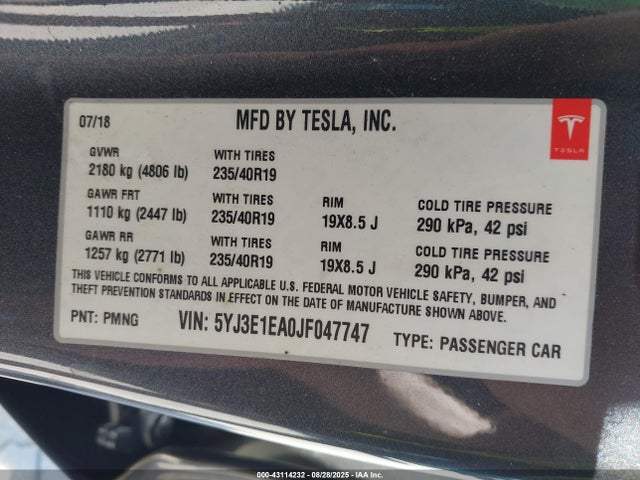 07/18
MFD BY TESLA, INC.
TESLA
GVWR
2180 kg (4806 lb)
WITH TIRES
235/40R19
GAWR FRT
1110 kg (2447 lb)
WITH TIRES
235/40R19
RIM
19X8.5 J
COLD TIRE PRESSURE
290 kPa, 42 psi
GAWR RR
1257 kg (2771 lb)
WITH TIRES
235/40R19
RIM
19X8.5 J
COLD TIRE PRESSURE
290 kPa, 42 psi
THIS VEHICLE CONFORMS TO ALL APPLICABLE U.S. FEDERAL MOTOR VEHICLE SAFETY, BUMPER, AND
THEFT PREVENTION STANDARDS IN EFFECT ON THE DATE OF MANUFACTURE SHOWN ABOVE.
PNT: PMNG
VIN: 5YJ3E1EA0JF047747
TYPE: PASSENGER CAR
000-43114232 - 08/28/2025 - IAA Inc.